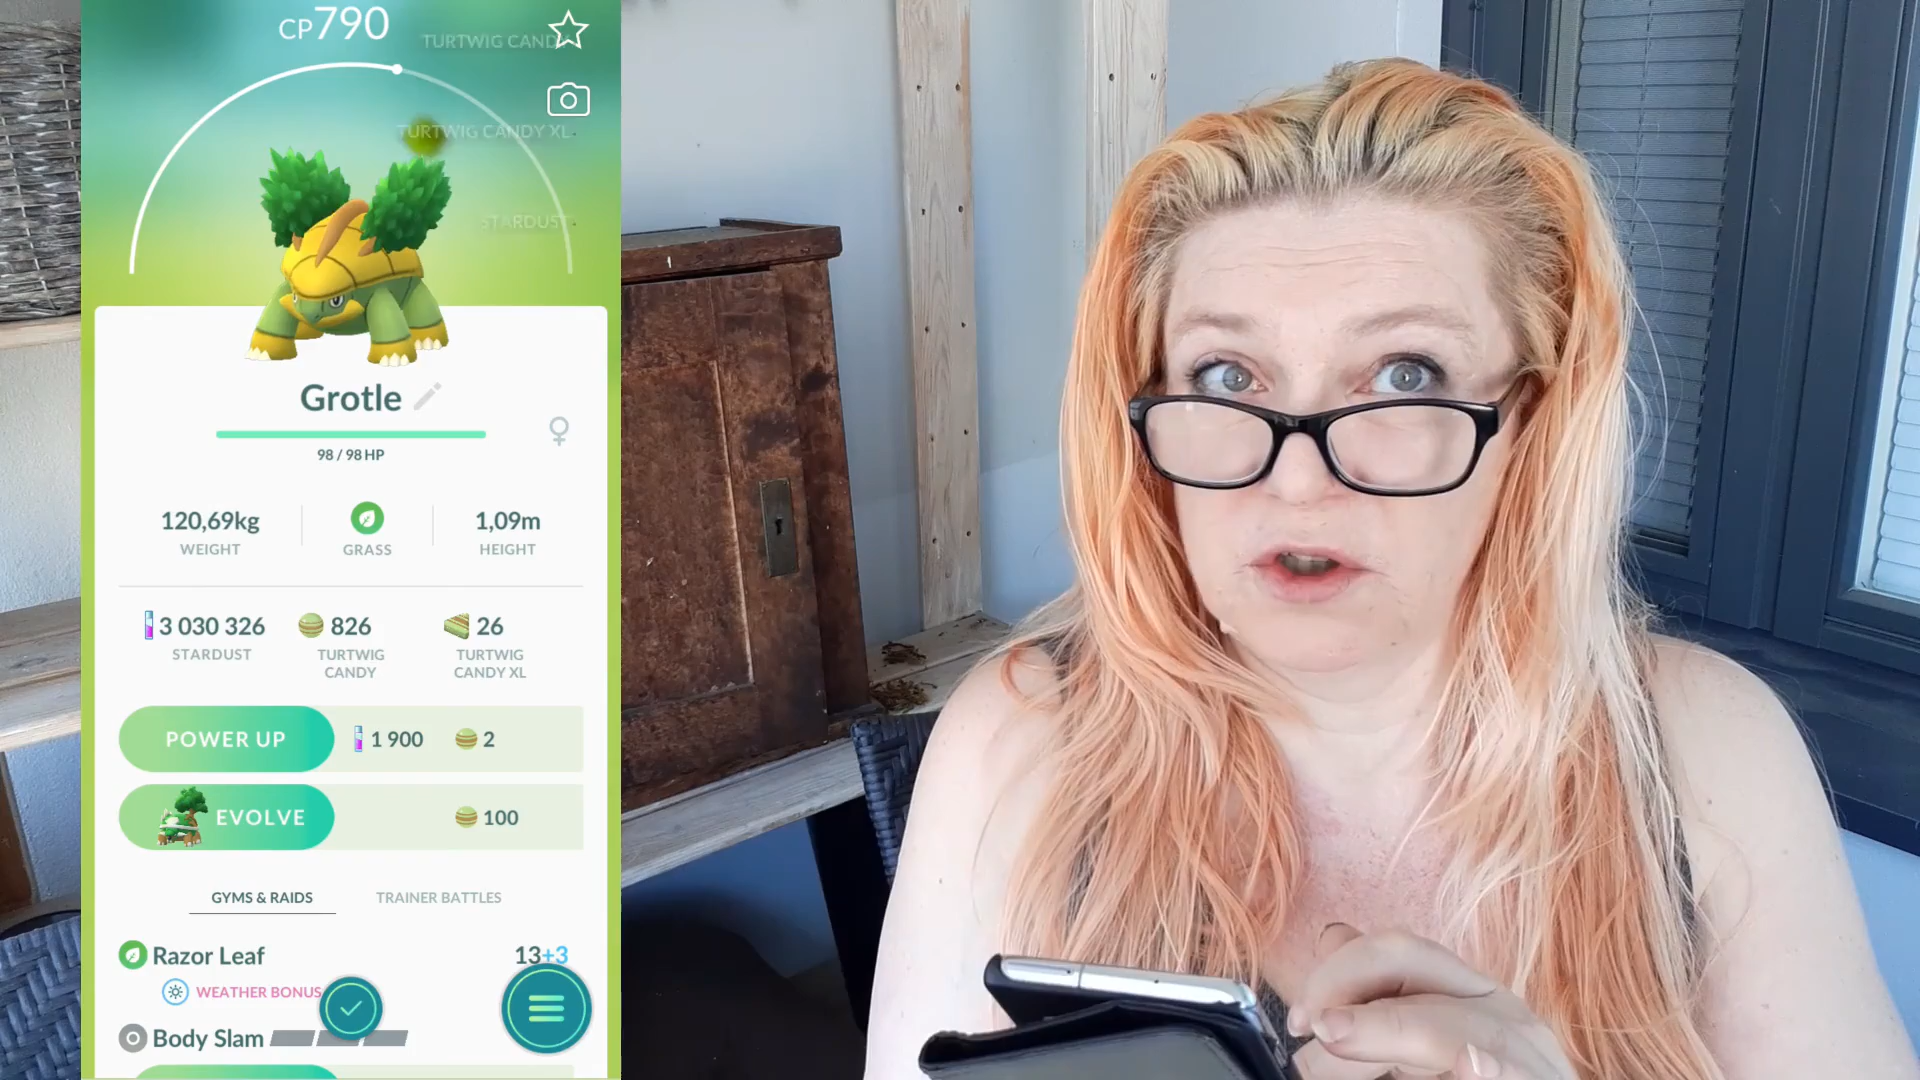 CP790
TURTWIG CANDY
TURTWIG CANDY XL
STARDUST
Grotle
98 / 98 HP
120,69kg
WEIGHT
GRASS
1,09m
HEIGHT
3 030 326
STARDUST
826
TURTWIG
CANDY
26
TURTWIG
CANDY XL
POWER UP
1 900
2
EVOLVE
100
GYMS & RAIDS
TRAINER BATTLES
Razor Leaf
13+3
WEATHER BONUS
Body Slam